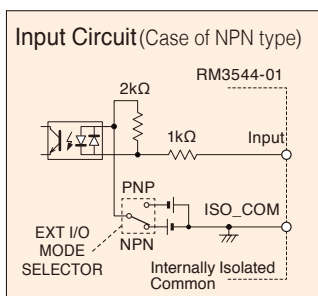 Input Circuit (Case of NPN type)
RM3544-01
2kΩ
1kΩ
Input
PNP
ISO_COM
EXT I/O
MODE
SELECTOR
NPN
Internally Isolated
Common